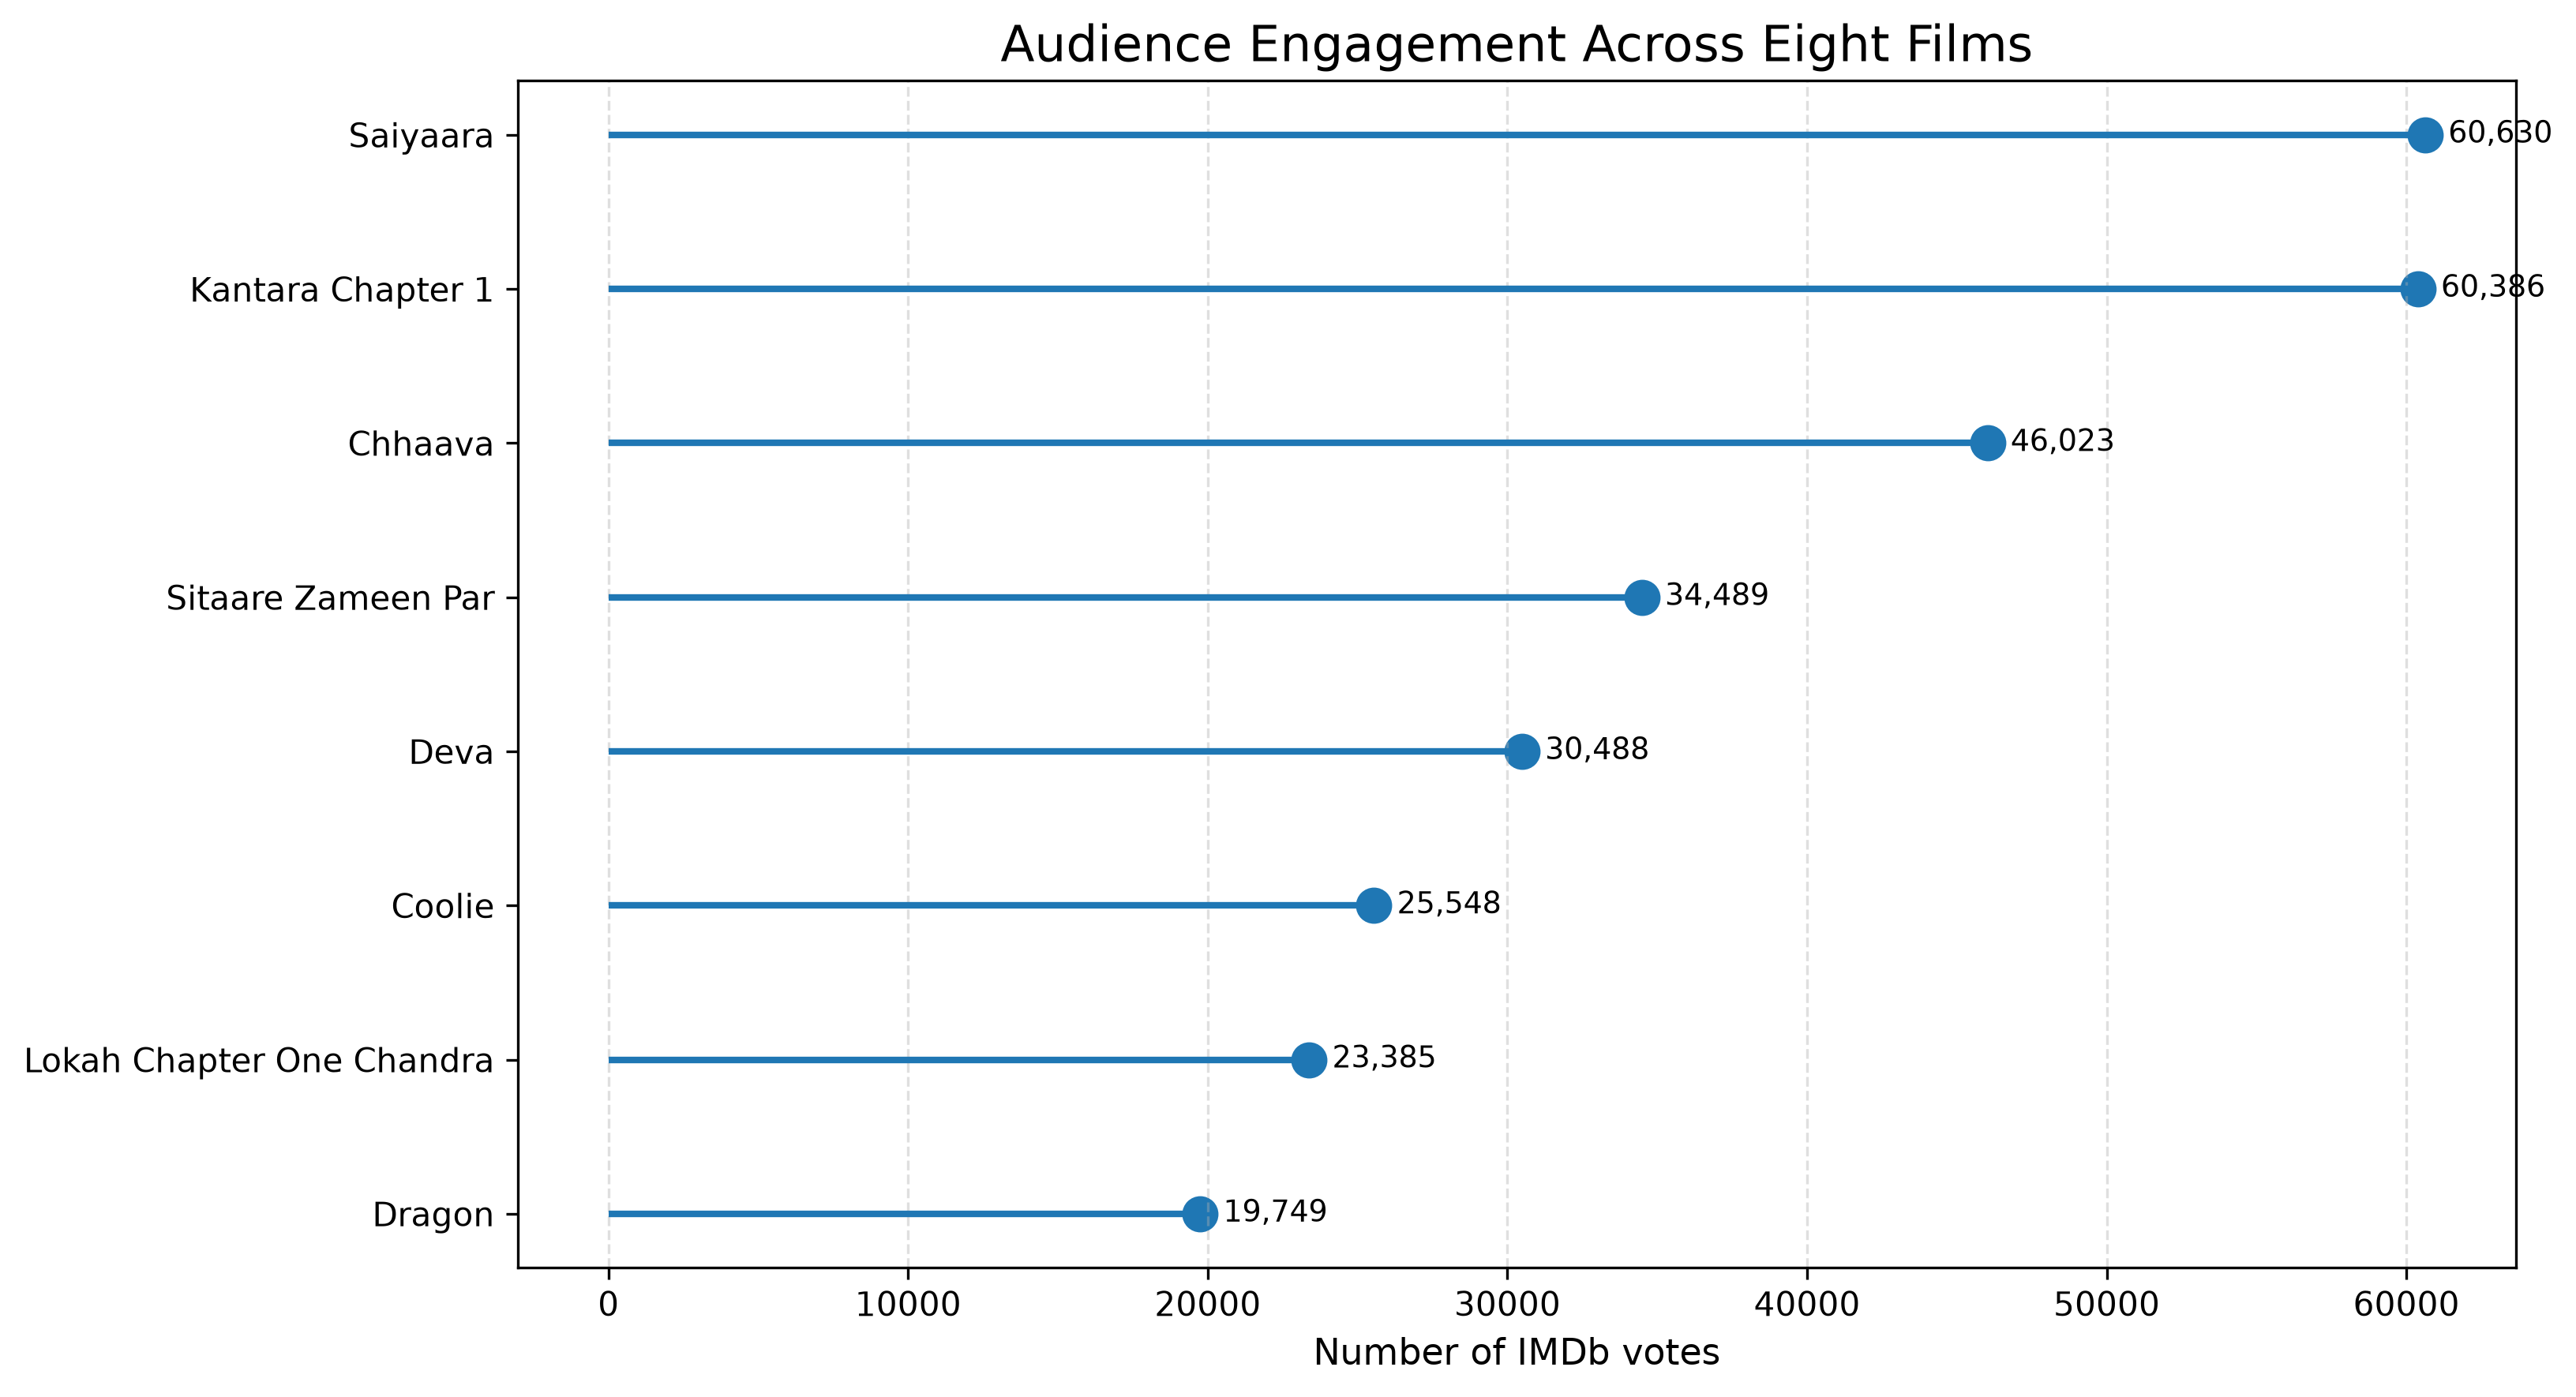 Audience Engagement Across Eight Films
Saiyaara
60,630
Kantara Chapter 1
60,386
Chhaava
46,023
Sitaare Zameen Par
34,489
Deva
30,488
Coolie
25,548
Lokah Chapter One Chandra
23,385
Dragon
19,749
0 10000 20000 30000 40000 50000 60000
Number of IMDb votes